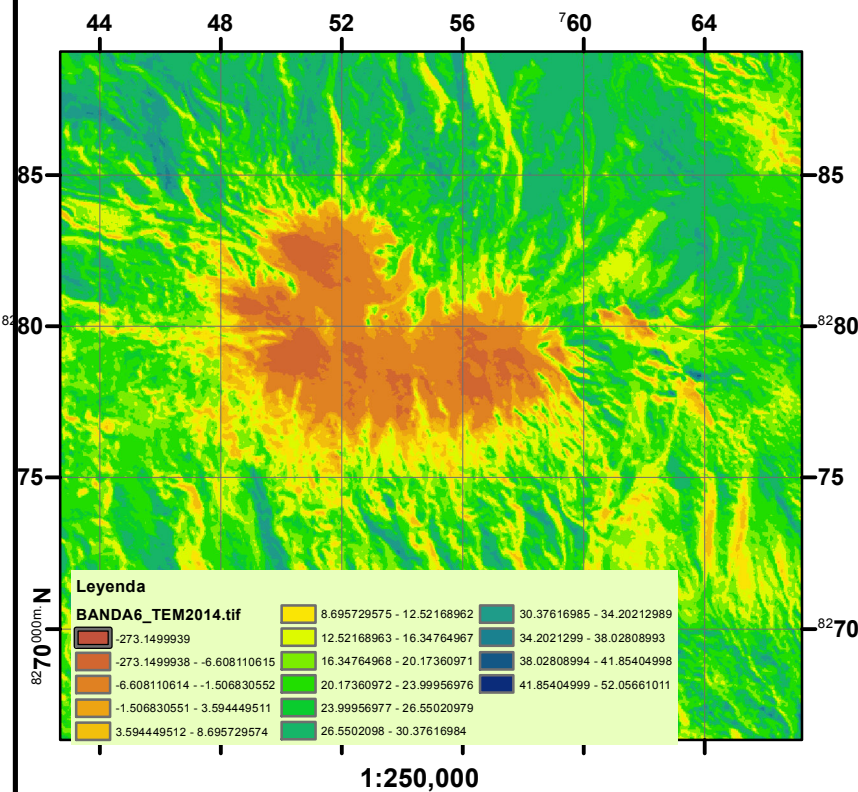 44 48 52 56 ⁷60 64
85 85
⁸²80 ⁸²80
75 75
⁸²70⁰⁰⁰ᵐ· N ⁸²70
Leyenda
BANDA6_TEM2014.tif
-273.1499939
-273.1499938 - -6.608110615
-6.608110614 - -1.506830552
-1.506830551 - 3.594449511
3.594449512 - 8.695729574
8.695729575 - 12.52168962
12.52168963 - 16.34764967
16.34764968 - 20.17360971
20.17360972 - 23.99956976
23.99956977 - 26.55020979
26.5502098 - 30.37616984
30.37616985 - 34.20212989
34.2021299 - 38.02808993
38.02808994 - 41.85404998
41.85404999 - 52.05661011
1:250,000